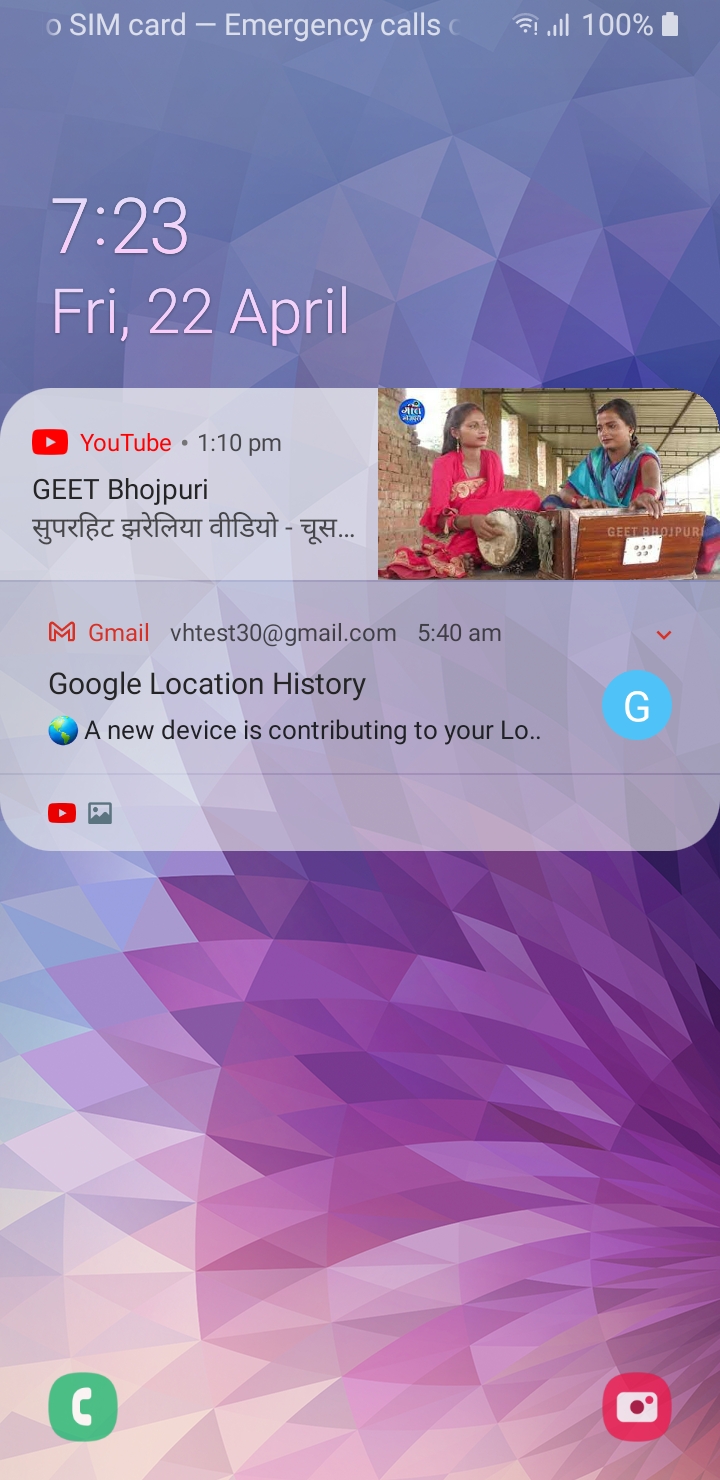 o SIM card — Emergency calls
100%
7:23
Fri, 22 April
YouTube • 1:10 pm
GEET Bhojpuri
सुपरहिट झरेलिया वीडियो - चूस...
गीत
GEET BHOJPURI
Gmail vhtest30@gmail.com 5:40 am
Google Location History
🌎 A new device is contributing to your Lo..
G